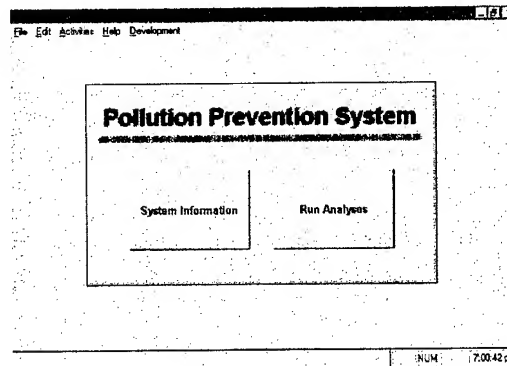 File Edit Activities Help Development
Pollution Prevention System
System Information Run Analyses
NUM 7:00:42 p